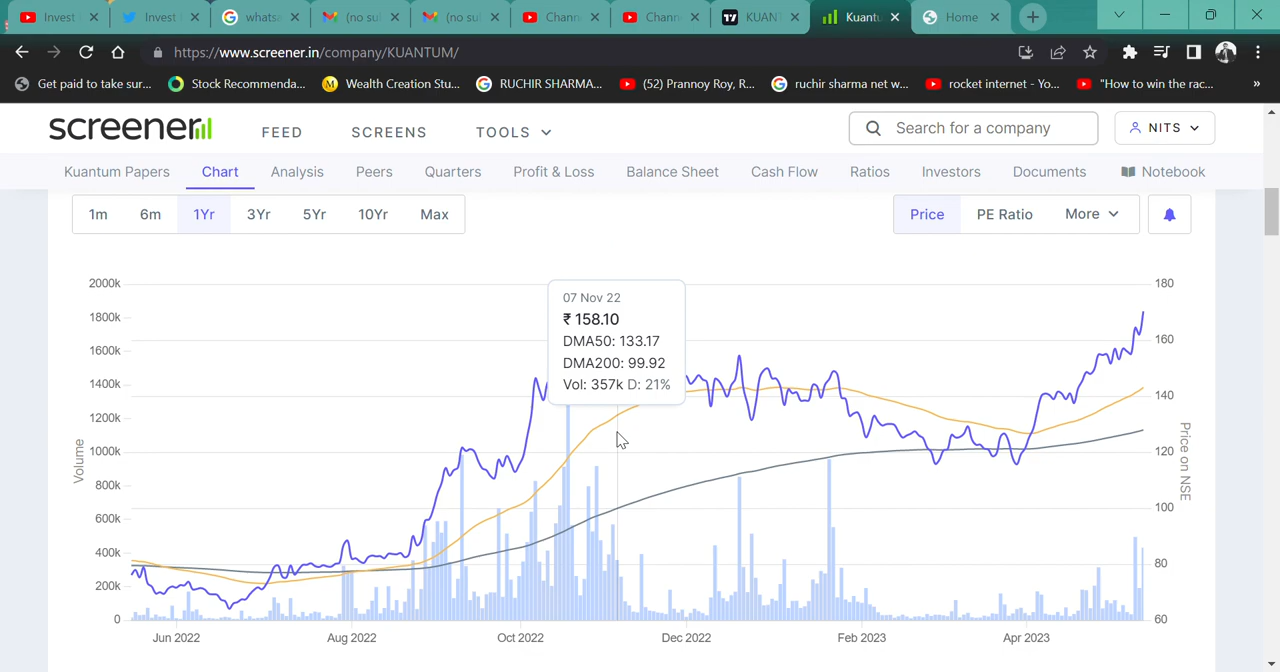 Invest
Invest
whatsa
(no sul
(no sul
Chann
Chann
KUANT
Kuantu
Home
https://www.screener.in/company/KUANTUM/
Get paid to take sur...
Stock Recommenda...
Wealth Creation Stu...
RUCHIR SHARMA...
(52) Prannoy Roy, R...
ruchir sharma net w...
rocket internet - Yo...
"How to win the rac...
»
screener
FEED
SCREENS
TOOLS
Search for a company
NITS
Kuantum Papers
Chart
Analysis
Peers
Quarters
Profit & Loss
Balance Sheet
Cash Flow
Ratios
Investors
Documents
Notebook
1m
6m
1Yr
3Yr
5Yr
10Yr
Max
Price
PE Ratio
More
2000k
1800k
1600k
1400k
1200k
1000k
800k
600k
400k
200k
0
Volume
07 Nov 22
₹ 158.10
DMA50: 133.17
DMA200: 99.92
Vol: 357k D: 21%
180
160
140
120
100
80
60
Price on NSE
Jun 2022
Aug 2022
Oct 2022
Dec 2022
Feb 2023
Apr 2023